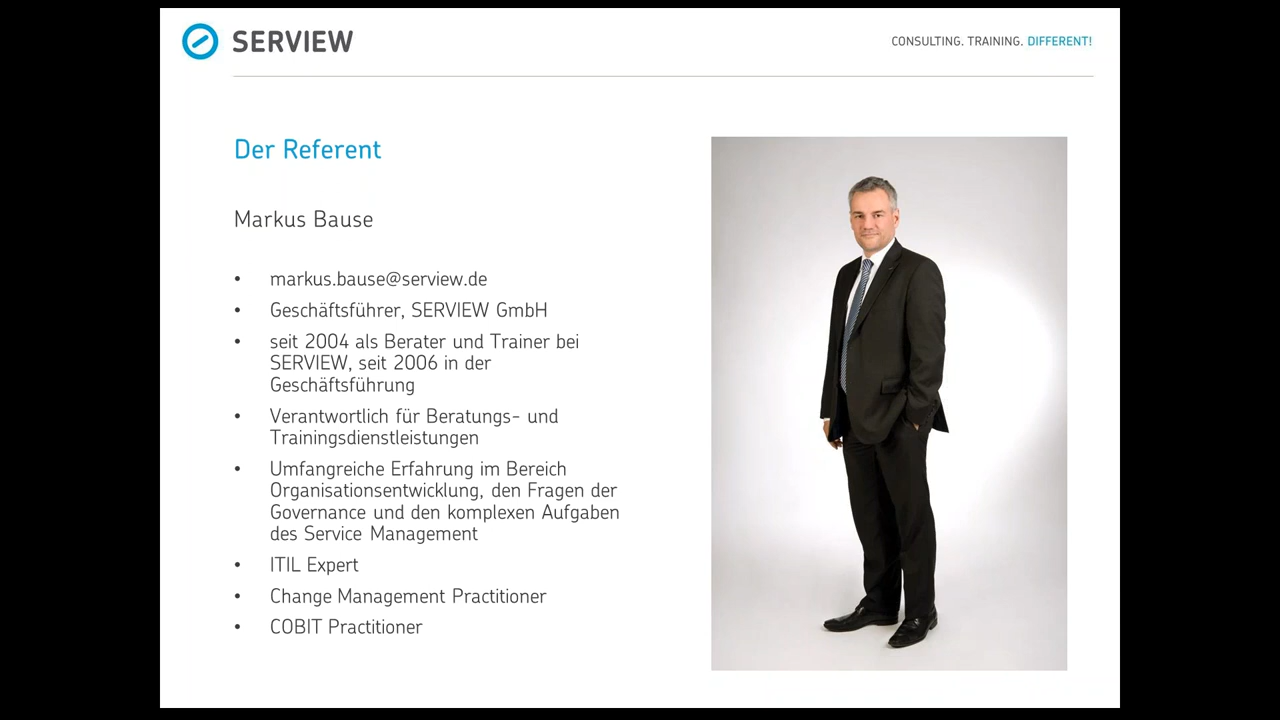 SERVIEW
CONSULTING. TRAINING. DIFFERENT!
Der Referent
Markus Bause
• markus.bause@serview.de
• Geschäftsführer, SERVIEW GmbH
• seit 2004 als Berater und Trainer bei
SERVIEW, seit 2006 in der
Geschäftsführung
• Verantwortlich für Beratungs- und
Trainingsdienstleistungen
• Umfangreiche Erfahrung im Bereich
Organisationsentwicklung, den Fragen der
Governance und den komplexen Aufgaben
des Service Management
• ITIL Expert
• Change Management Practitioner
• COBIT Practitioner